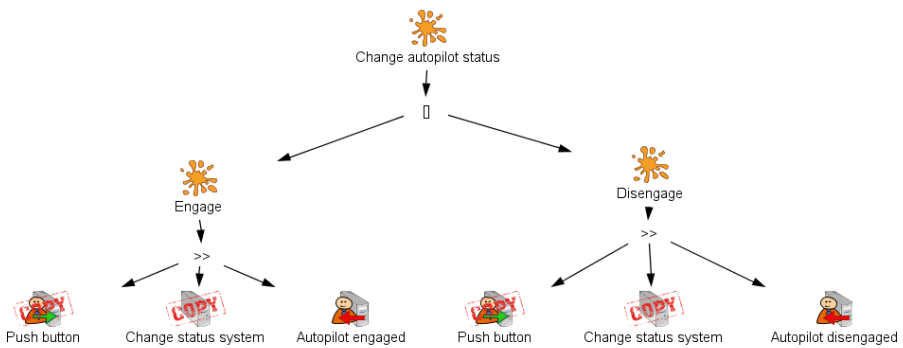 Change autopilot status
[]
Engage
Disengage
>>
>>
COPY
COPY
COPY
COPY
Push button
Change status system
Autopilot engaged
Push button
Change status system
Autopilot disengaged